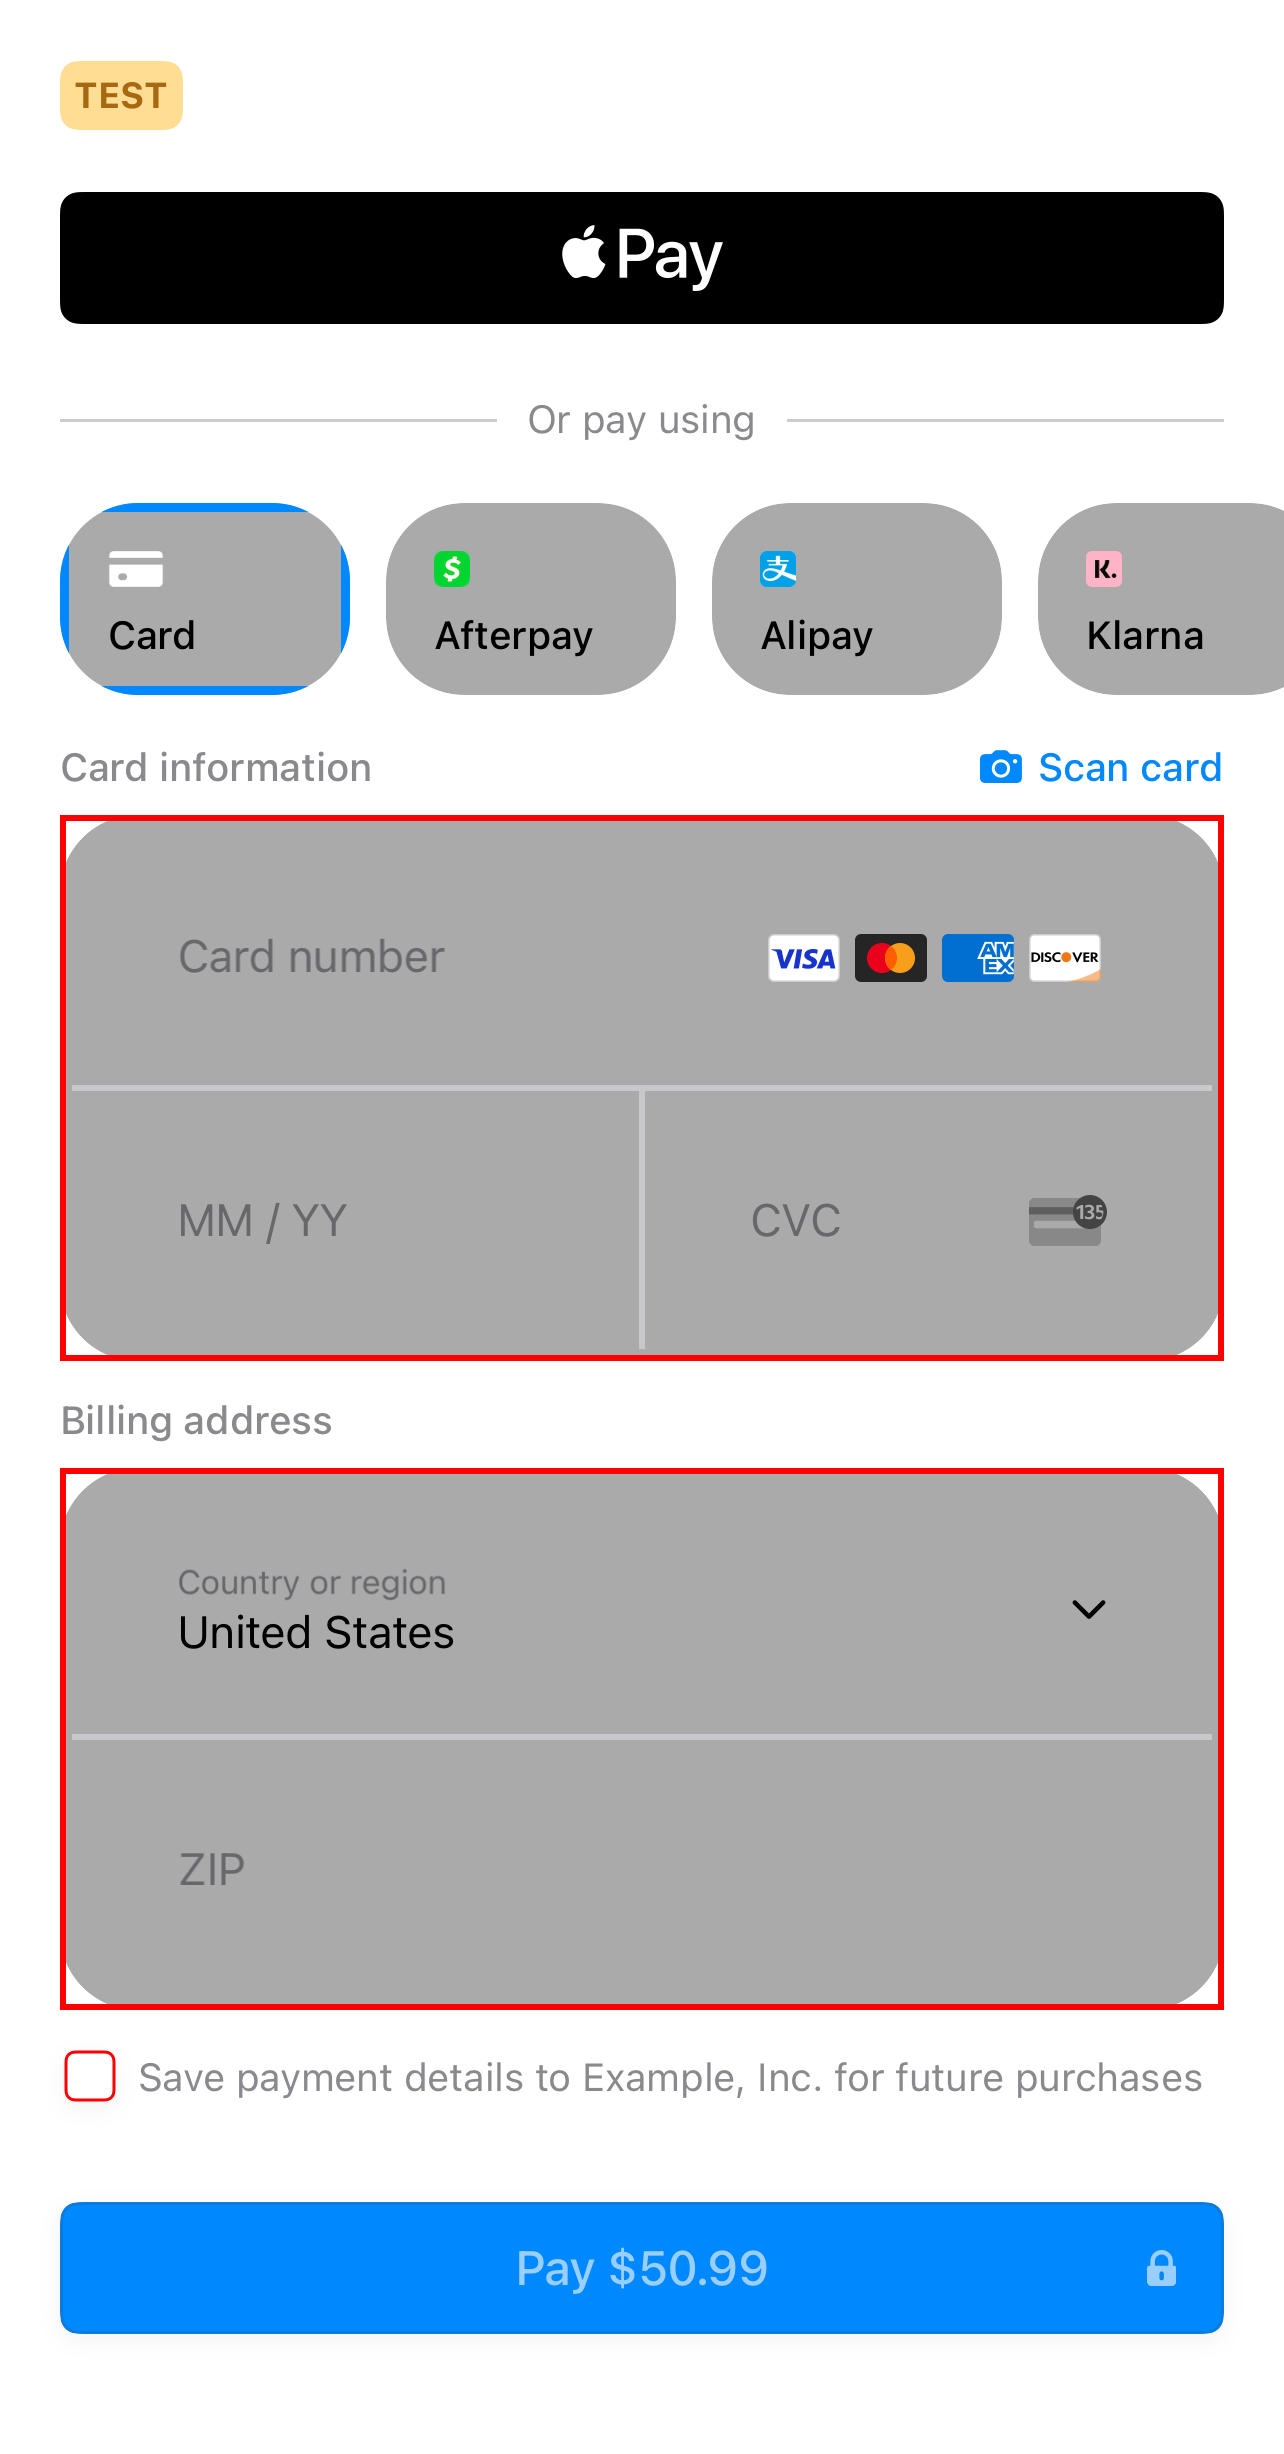 TEST
Pay
Or pay using
Card
Afterpay
Alipay
Klarna
Card information
Scan card
Card number
VISA
AM
EX
DISCOVER
MM / YY
CVC
135
Billing address
Country or region
United States
ZIP
Save payment details to Example, Inc. for future purchases
Pay $50.99